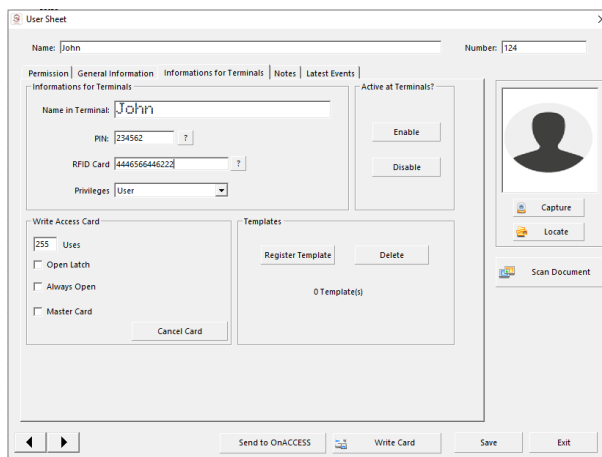 User Sheet
Name: John
Number: 124
Permission General Information Informations for Terminals Notes Latest Events
Informations for Terminals
Name in Terminal: John
PIN: 234562 ?
RFID Card 4446566446222 ?
Privileges User
Active at Terminals?
Enable
Disable
Capture
Locate
Scan Document
Write Access Card
255 Uses
Open Latch
Always Open
Master Card
Cancel Card
Templates
Register Template Delete
0 Template(s)
Send to OnACCESS Write Card Save Exit